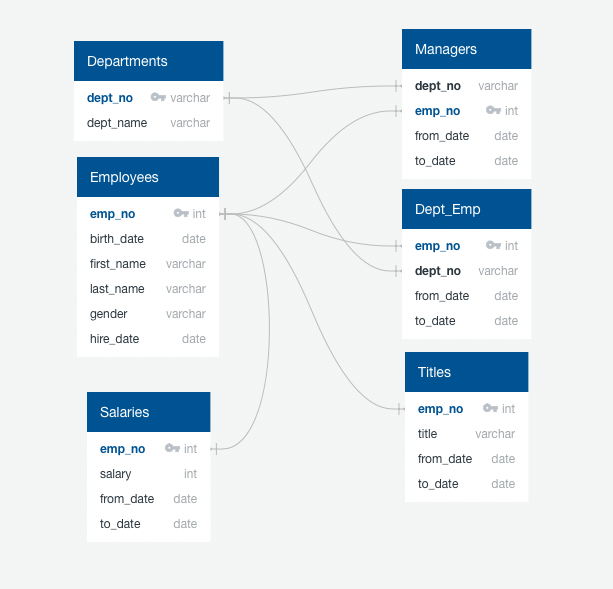 Departments
dept_no varchar
dept_name varchar
Employees
emp_no int
birth_date date
first_name varchar
last_name varchar
gender varchar
hire_date date
Salaries
emp_no int
salary int
from_date date
to_date date
Managers
dept_no varchar
emp_no int
from_date date
to_date date
Dept_Emp
emp_no int
dept_no varchar
from_date date
to_date date
Titles
emp_no int
title varchar
from_date date
to_date date